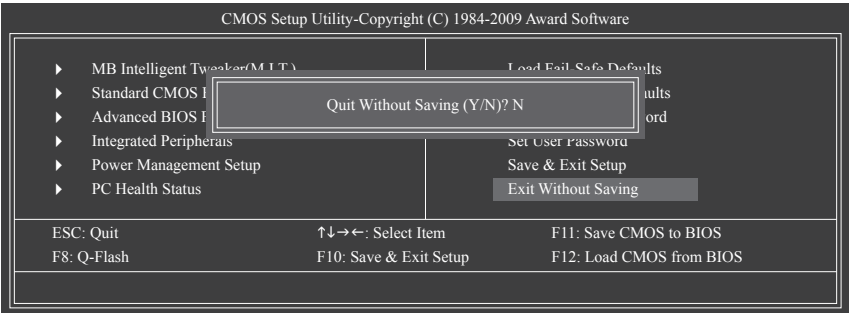 CMOS Setup Utility-Copyright (C) 1984-2009 Award Software
MB Intelligent Tweaker(M.I.T.)
Standard CMOS
Advanced BIOS
Integrated Peripherals
Power Management Setup
PC Health Status
Load Fail-Safe Defaults
Set User Password
Save & Exit Setup
Exit Without Saving
Quit Without Saving (Y/N)? N
ESC: Quit
↑↓→←: Select Item
F11: Save CMOS to BIOS
F8: Q-Flash
F10: Save & Exit Setup
F12: Load CMOS from BIOS